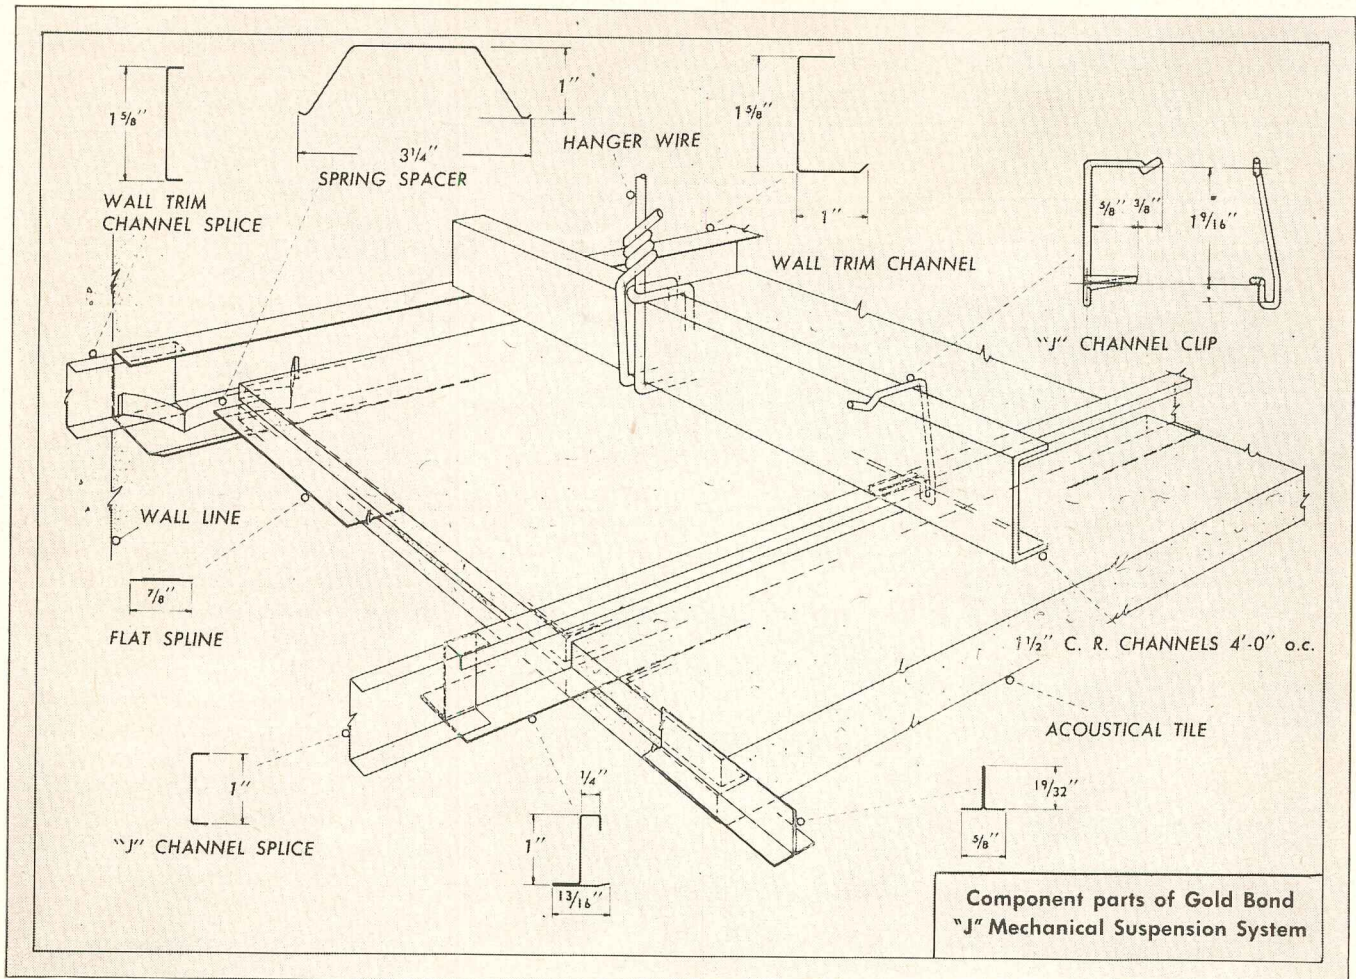 1 5/8"
WALL TRIM
CHANNEL SPLICE
1"
3 1/4"
SPRING SPACER
HANGER WIRE
1 5/8"
1"
WALL TRIM CHANNEL
5/8"
3/8"
1 9/16"
"J" CHANNEL CLIP
WALL LINE
7/8"
FLAT SPLINE
1 1/2" C. R. CHANNELS 4'-0" o.c.
ACOUSTICAL TILE
1"
"J" CHANNEL SPLICE
1/4"
1"
13/16"
19/32"
5/8"
Component parts of Gold Bond
"J" Mechanical Suspension System